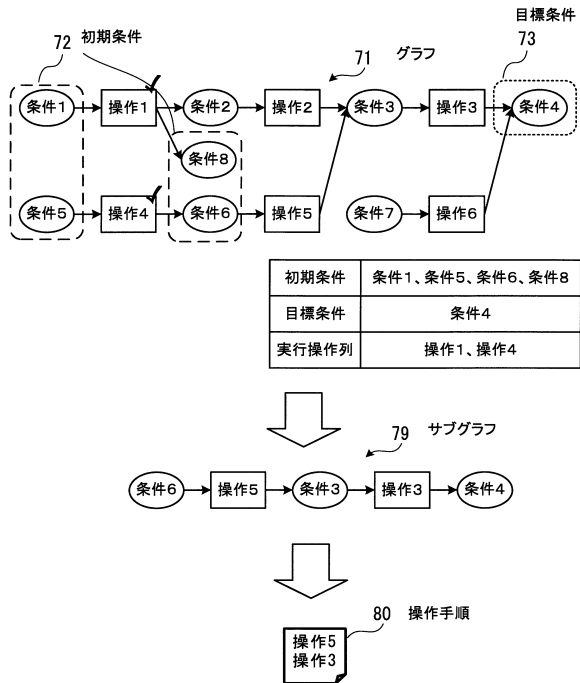 72 初期条件
71 グラフ
目標条件
73
条件1 操作1 条件2 操作2 条件3 操作3 条件4
条件8
条件5 操作4 条件6 操作5 条件7 操作6
初期条件 条件1、条件5、条件6、条件8
目標条件 条件4
実行操作列 操作1、操作4
79 サブグラフ
条件6 操作5 条件3 操作3 条件4
80 操作手順
操作5
操作3